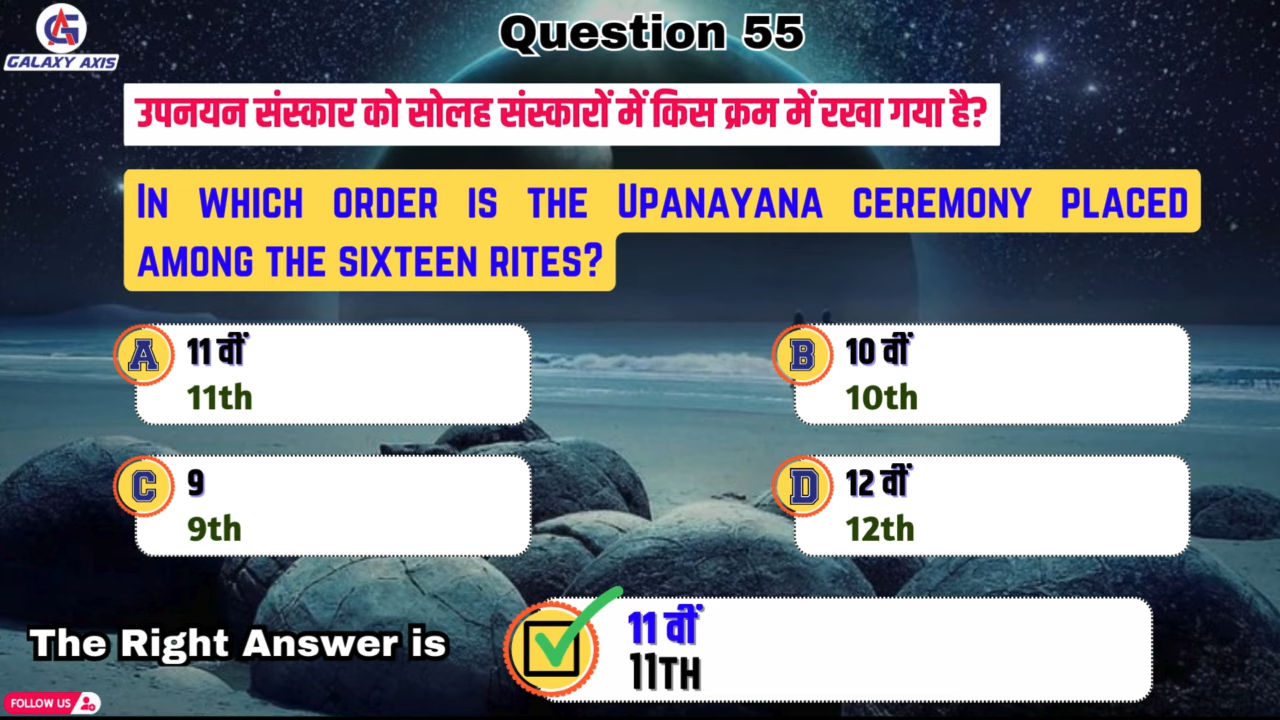 GALAXY AXIS
Question 55
उपनयन संस्कार को सोलह संस्कारों में किस क्रम में रखा गया है?
In which order is the Upanayana ceremony placed
among the sixteen rites?
A
11 वीं
11th
B
10 वीं
10th
C
9
9th
D
12 वीं
12th
The Right Answer is
11 वीं
11TH
FOLLOW US